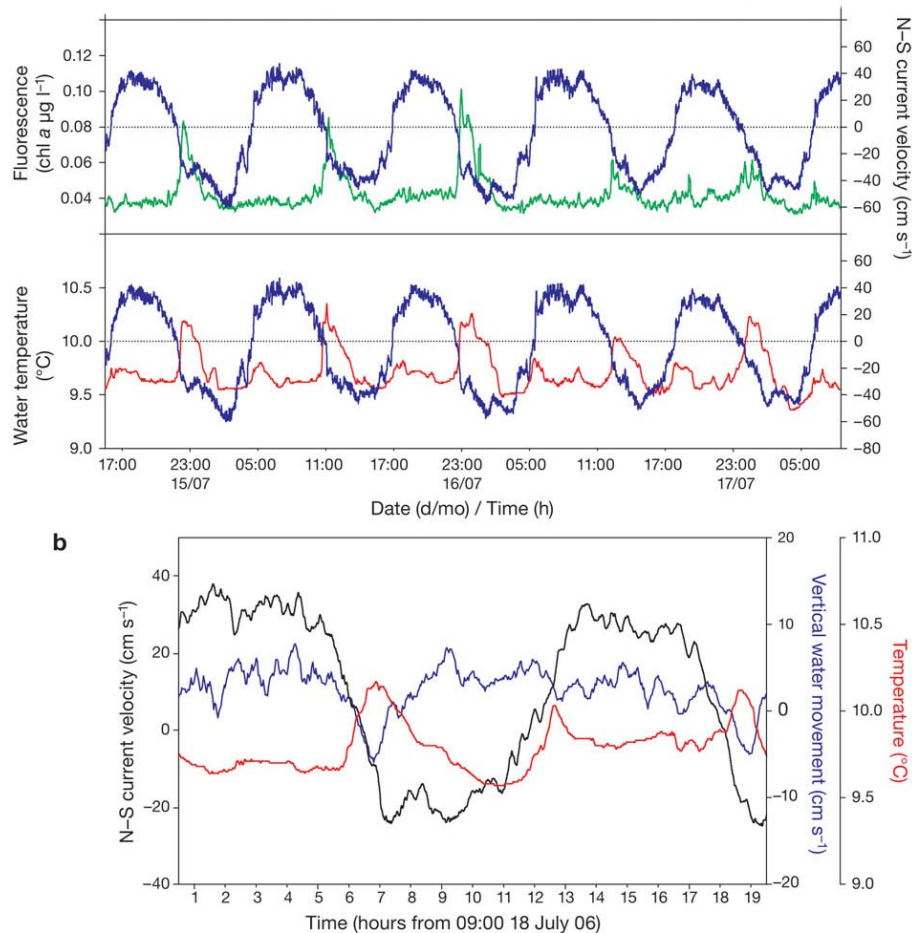 Fluorescence
(chl a µg l–1)
0.12
0.10
0.08
0.06
0.04
60
40
20
0
–20
–40
–60
N–S current velocity (cm s–1)
Water temperature
(°C)
10.5
10.0
9.5
9.0
60
40
20
0
–20
–40
–60
–80
17:00 23:00 05:00 11:00 17:00 23:00 05:00 11:00 17:00 23:00 05:00
15/07 16/07 17/07
Date (d/mo) / Time (h)
b
N–S current velocity (cm s–1)
40
20
0
–20
–40
20
10
0
–10
–20
Vertical water movement (cm s–1)
11.0
10.5
10.0
9.5
9.0
Temperature (°C)
1 2 3 4 5 6 7 8 9 10 11 12 13 14 15 16 17 18 19
Time (hours from 09:00 18 July 06)